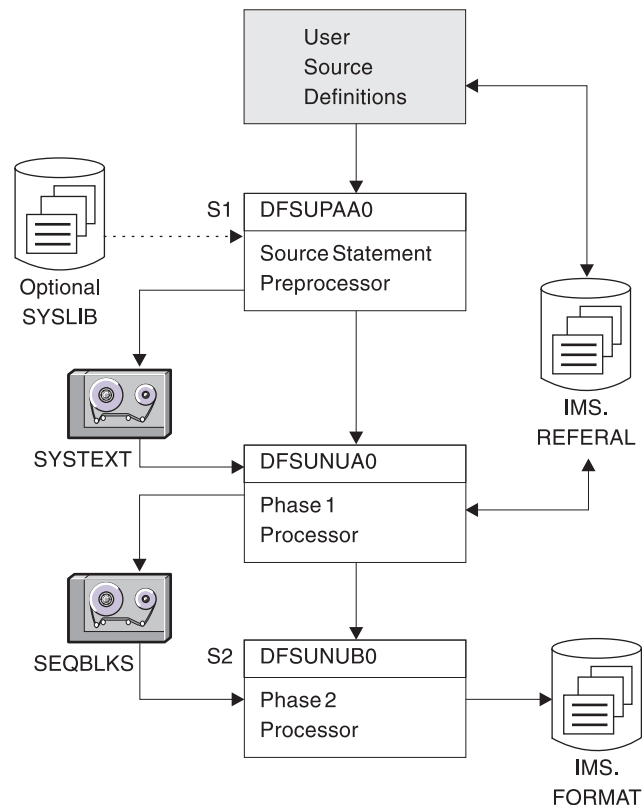 User
Source
Definitions
S1
DFSUPAA0
Source Statement
Preprocessor
Optional
SYSLIB
IMS.
REFERAL
SYSTEXT
DFSUNUA0
Phase 1
Processor
SEQBLKS
S2
DFSUNUB0
Phase 2
Processor
IMS.
FORMAT